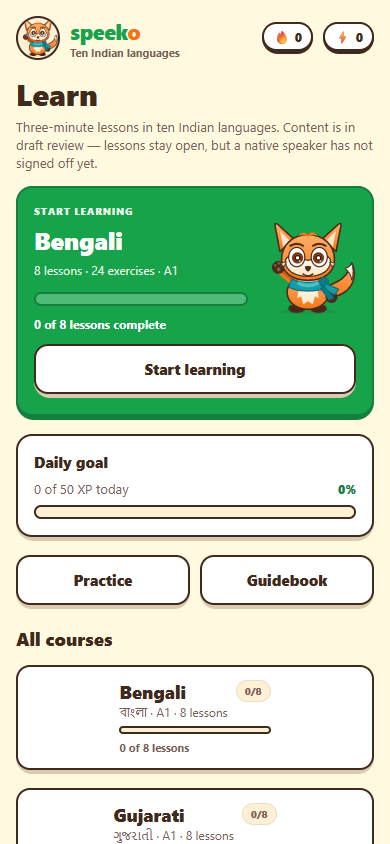 speeko
Ten Indian languages
0
0
Learn
Three-minute lessons in ten Indian languages. Content is in
draft review — lessons stay open, but a native speaker has not
signed off yet.
START LEARNING
Bengali
8 lessons · 24 exercises · A1
0 of 8 lessons complete
Start learning
Daily goal
0 of 50 XP today
0%
Practice
Guidebook
All courses
Bengali
0/8
বাংলা · A1 · 8 lessons
0 of 8 lessons
Gujarati
0/8
ગુજરાતી · A1 · 8 lessons